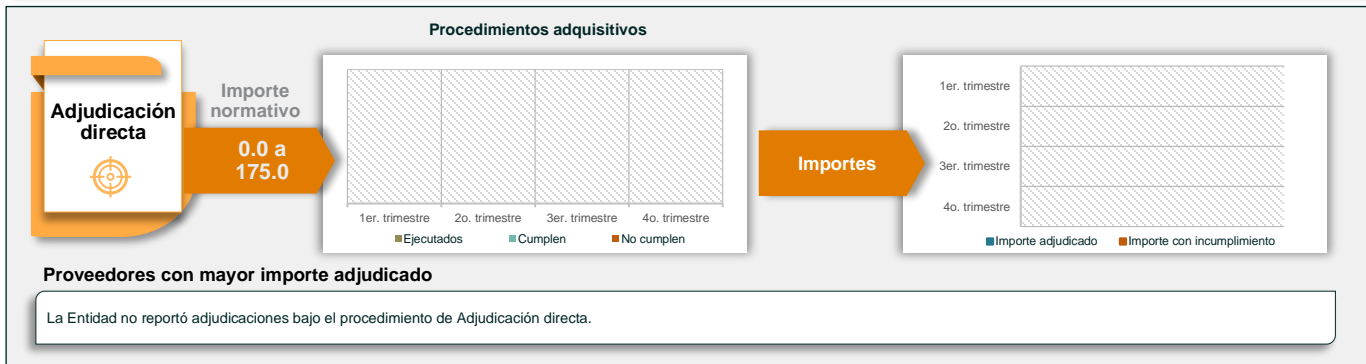 Procedimientos adquisitivos
Adjudicación
directa
Importe
normativo
0.0 a
175.0
1er. trimestre
2o. trimestre
3er. trimestre
4o. trimestre
Ejecutados
Cumplen
No cumplen
Importes
1er. trimestre
2o. trimestre
3er. trimestre
4o. trimestre
Importe adjudicado
Importe con incumplimiento
Proveedores con mayor importe adjudicado
La Entidad no reportó adjudicaciones bajo el procedimiento de Adjudicación directa.